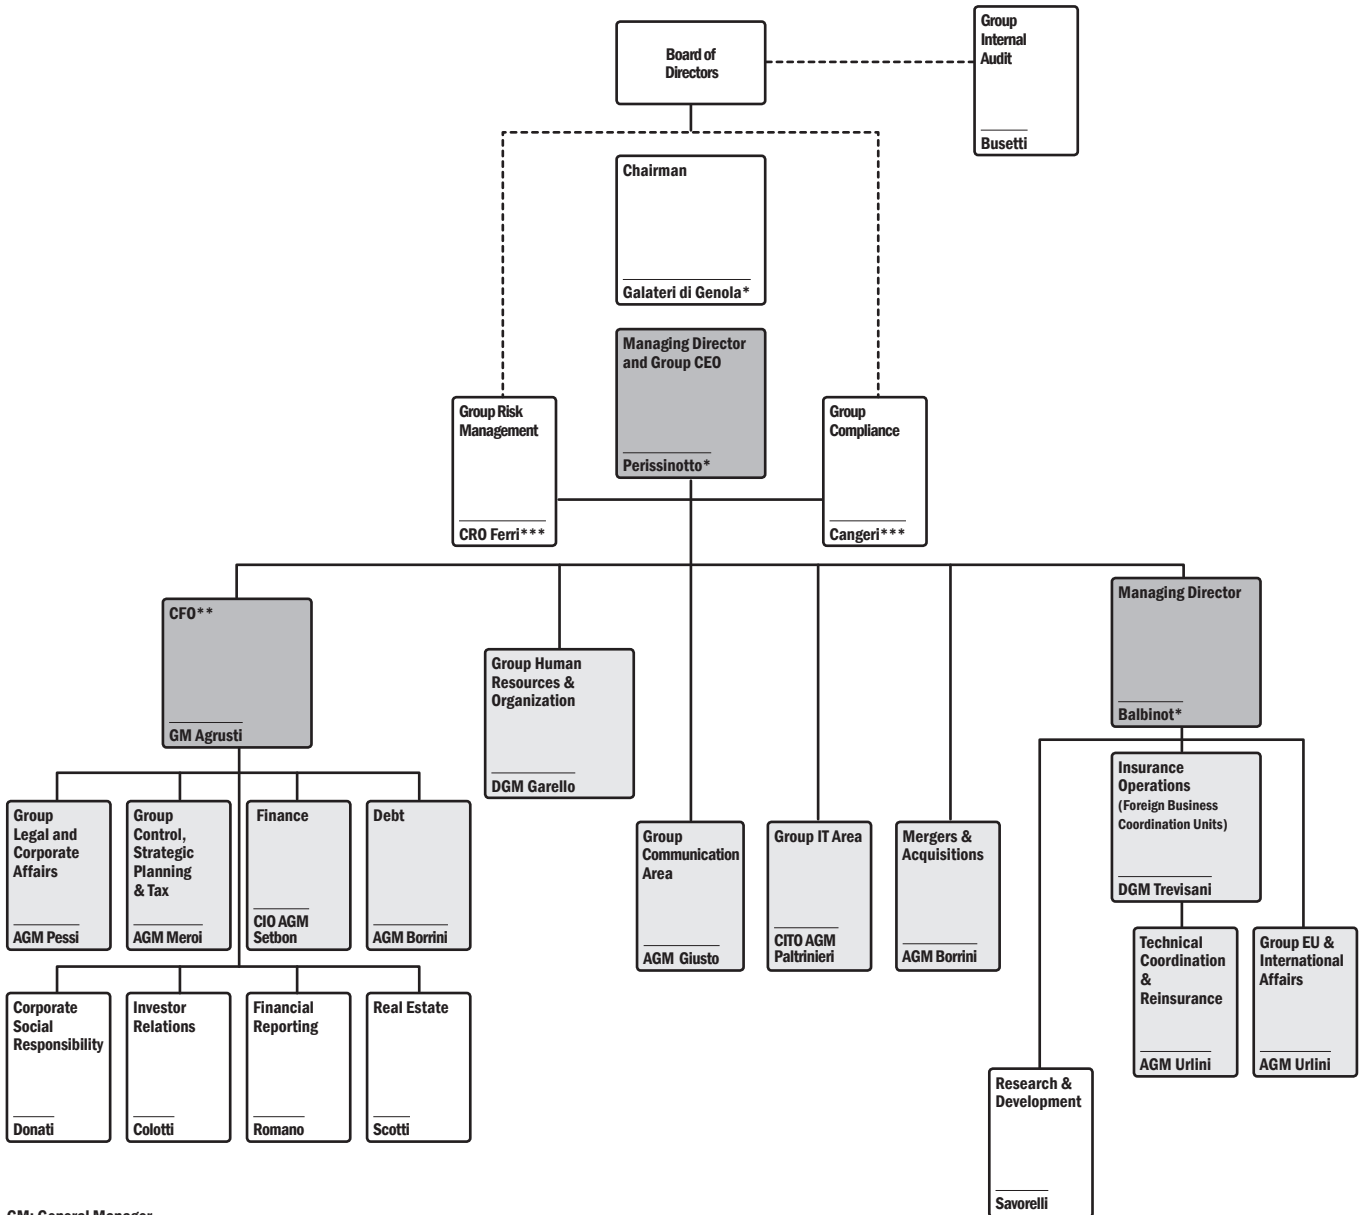 Board of
Directors
Group
Internal
Audit
Busetti
Chairman
Galateri di Genola*
Managing Director
and Group CEO
Perissinotto*
Group Risk
Management
CRO Ferri***
Group
Compliance
Cangeri***
CFO**
GM Agrusti
Group Human
Resources &
Organization
DGM Garello
Managing Director
Balbinot*
Group
Legal and
Corporate
Affairs
AGM Pessi
Group
Control,
Strategic
Planning
& Tax
AGM Meroi
Finance
CIO AGM
Setbon
Debt
AGM Borrini
Group
Communication
Area
AGM Giusto
Group IT Area
CITO AGM
Paltrinieri
Mergers &
Acquisitions
AGM Borrini
Insurance
Operations
(Foreign Business
Coordination Units)
DGM Trevisani
Technical
Coordination
&
Reinsurance
AGM Urlini
Group EU &
International
Affairs
AGM Urlini
Corporate
Social
Responsibility
Donati
Investor
Relations
Colotti
Financial
Reporting
Romano
Real Estate
Scotti
Research &
Development
Savorelli
GM: General Manager